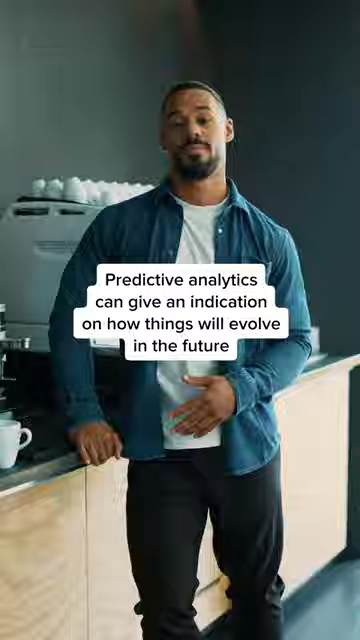 Predictive analytics
can give an indication
on how things will evolve
in the future